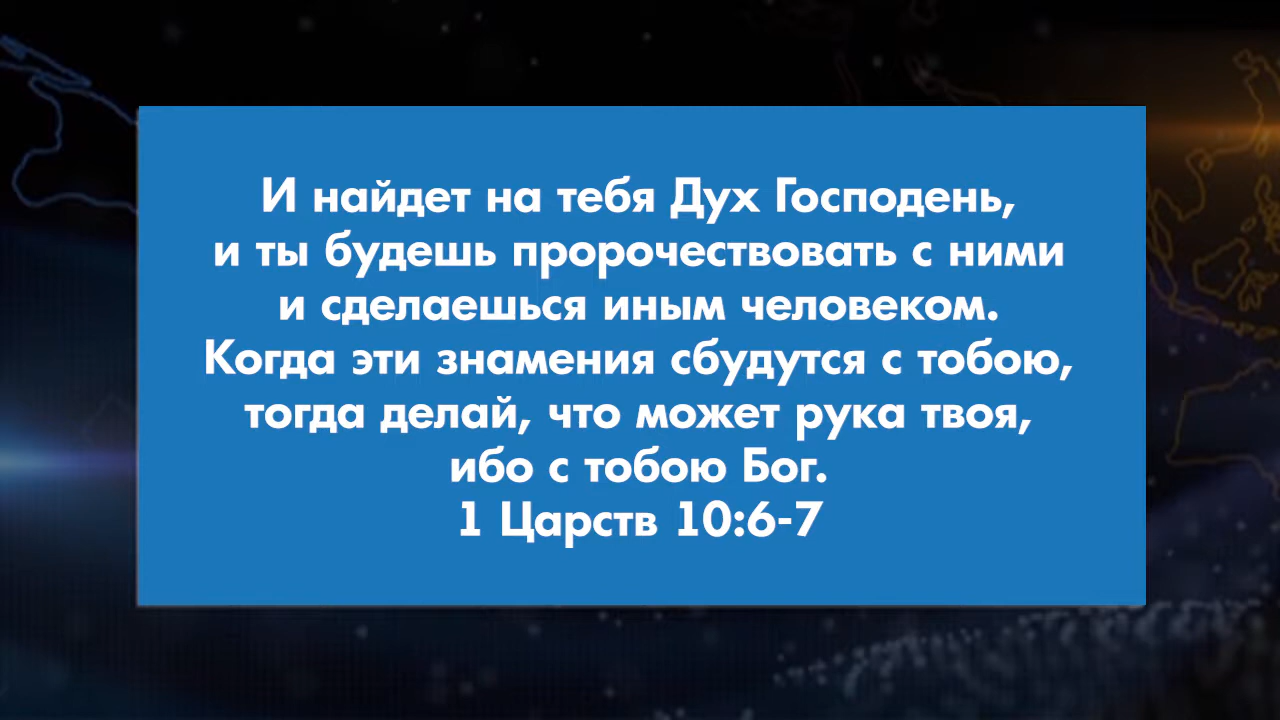 И найдет на тебя Дух Господень,
и ты будешь пророчествовать с ними
и сделаешься иным человеком.
Когда эти знамения сбудутся с тобою,
тогда делай, что может рука твоя,
ибо с тобою Бог.
1 Царств 10:6-7